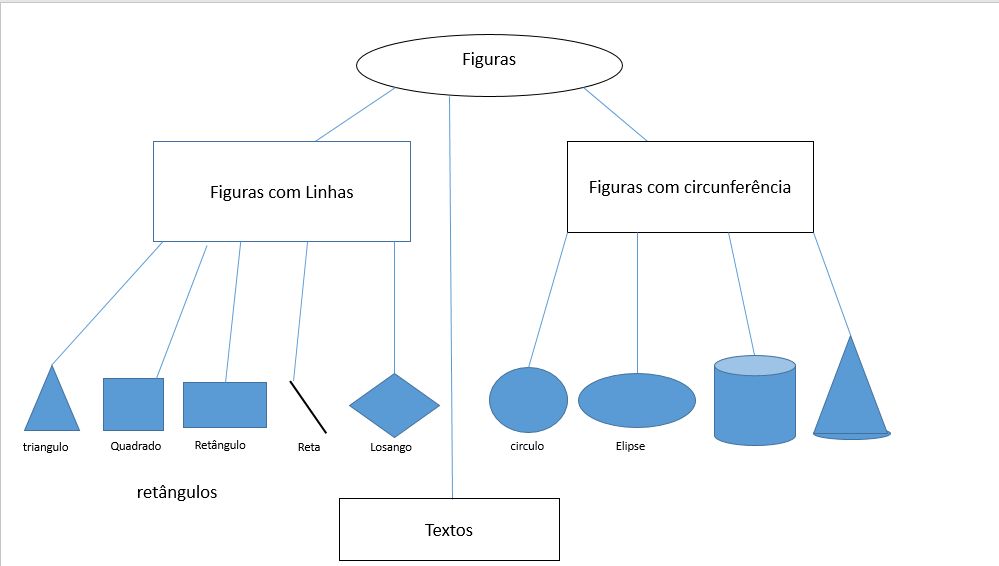 Figuras
Figuras com Linhas
Figuras com circunferência
triangulo
Quadrado
Retângulo
Reta
Losango
circulo
Elipse
retângulos
Textos